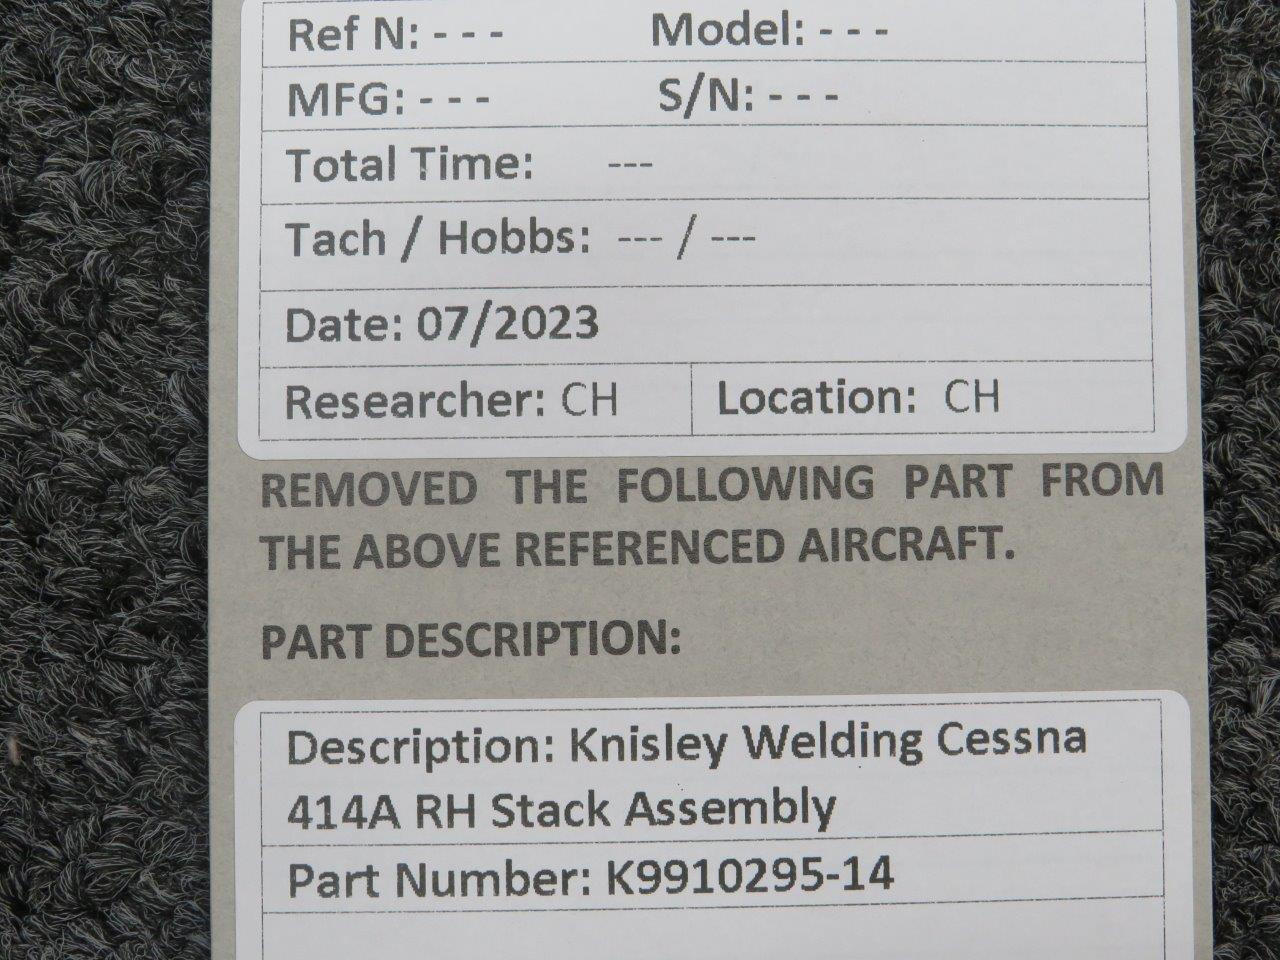 Ref N: - - - Model: - - -
MFG: - - - S/N: - - -
Total Time: ---
Tach / Hobbs: --- / ---
Date: 07/2023
Researcher: CH Location: CH
REMOVED THE FOLLOWING PART FROM
THE ABOVE REFERENCED AIRCRAFT.
PART DESCRIPTION:
Description: Knisley Welding Cessna
414A RH Stack Assembly
Part Number: K9910295-14